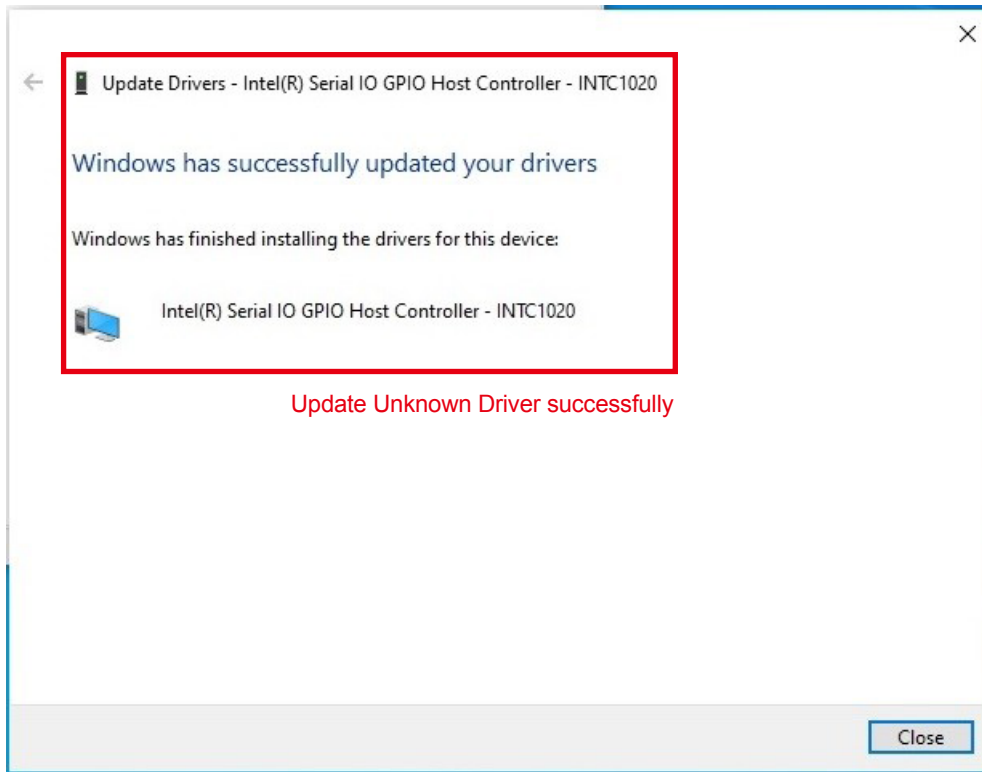 Update Drivers - Intel(R) Serial IO GPIO Host Controller - INTC1020
Windows has successfully updated your drivers
Windows has finished installing the drivers for this device:
Intel(R) Serial IO GPIO Host Controller - INTC1020
Update Unknown Driver successfully
Close